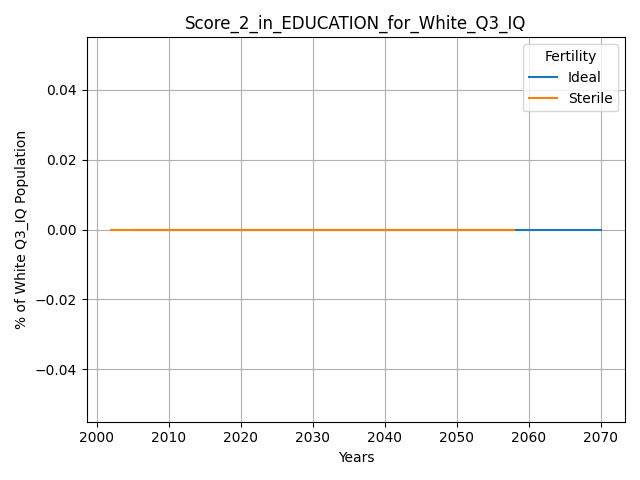 Score_2_in_EDUCATION_for_White_Q3_IQ
Fertility
Ideal
Sterile
% of White Q3_IQ Population
0.04
0.02
0.00
−0.02
−0.04
2000 2010 2020 2030 2040 2050 2060 2070
Years